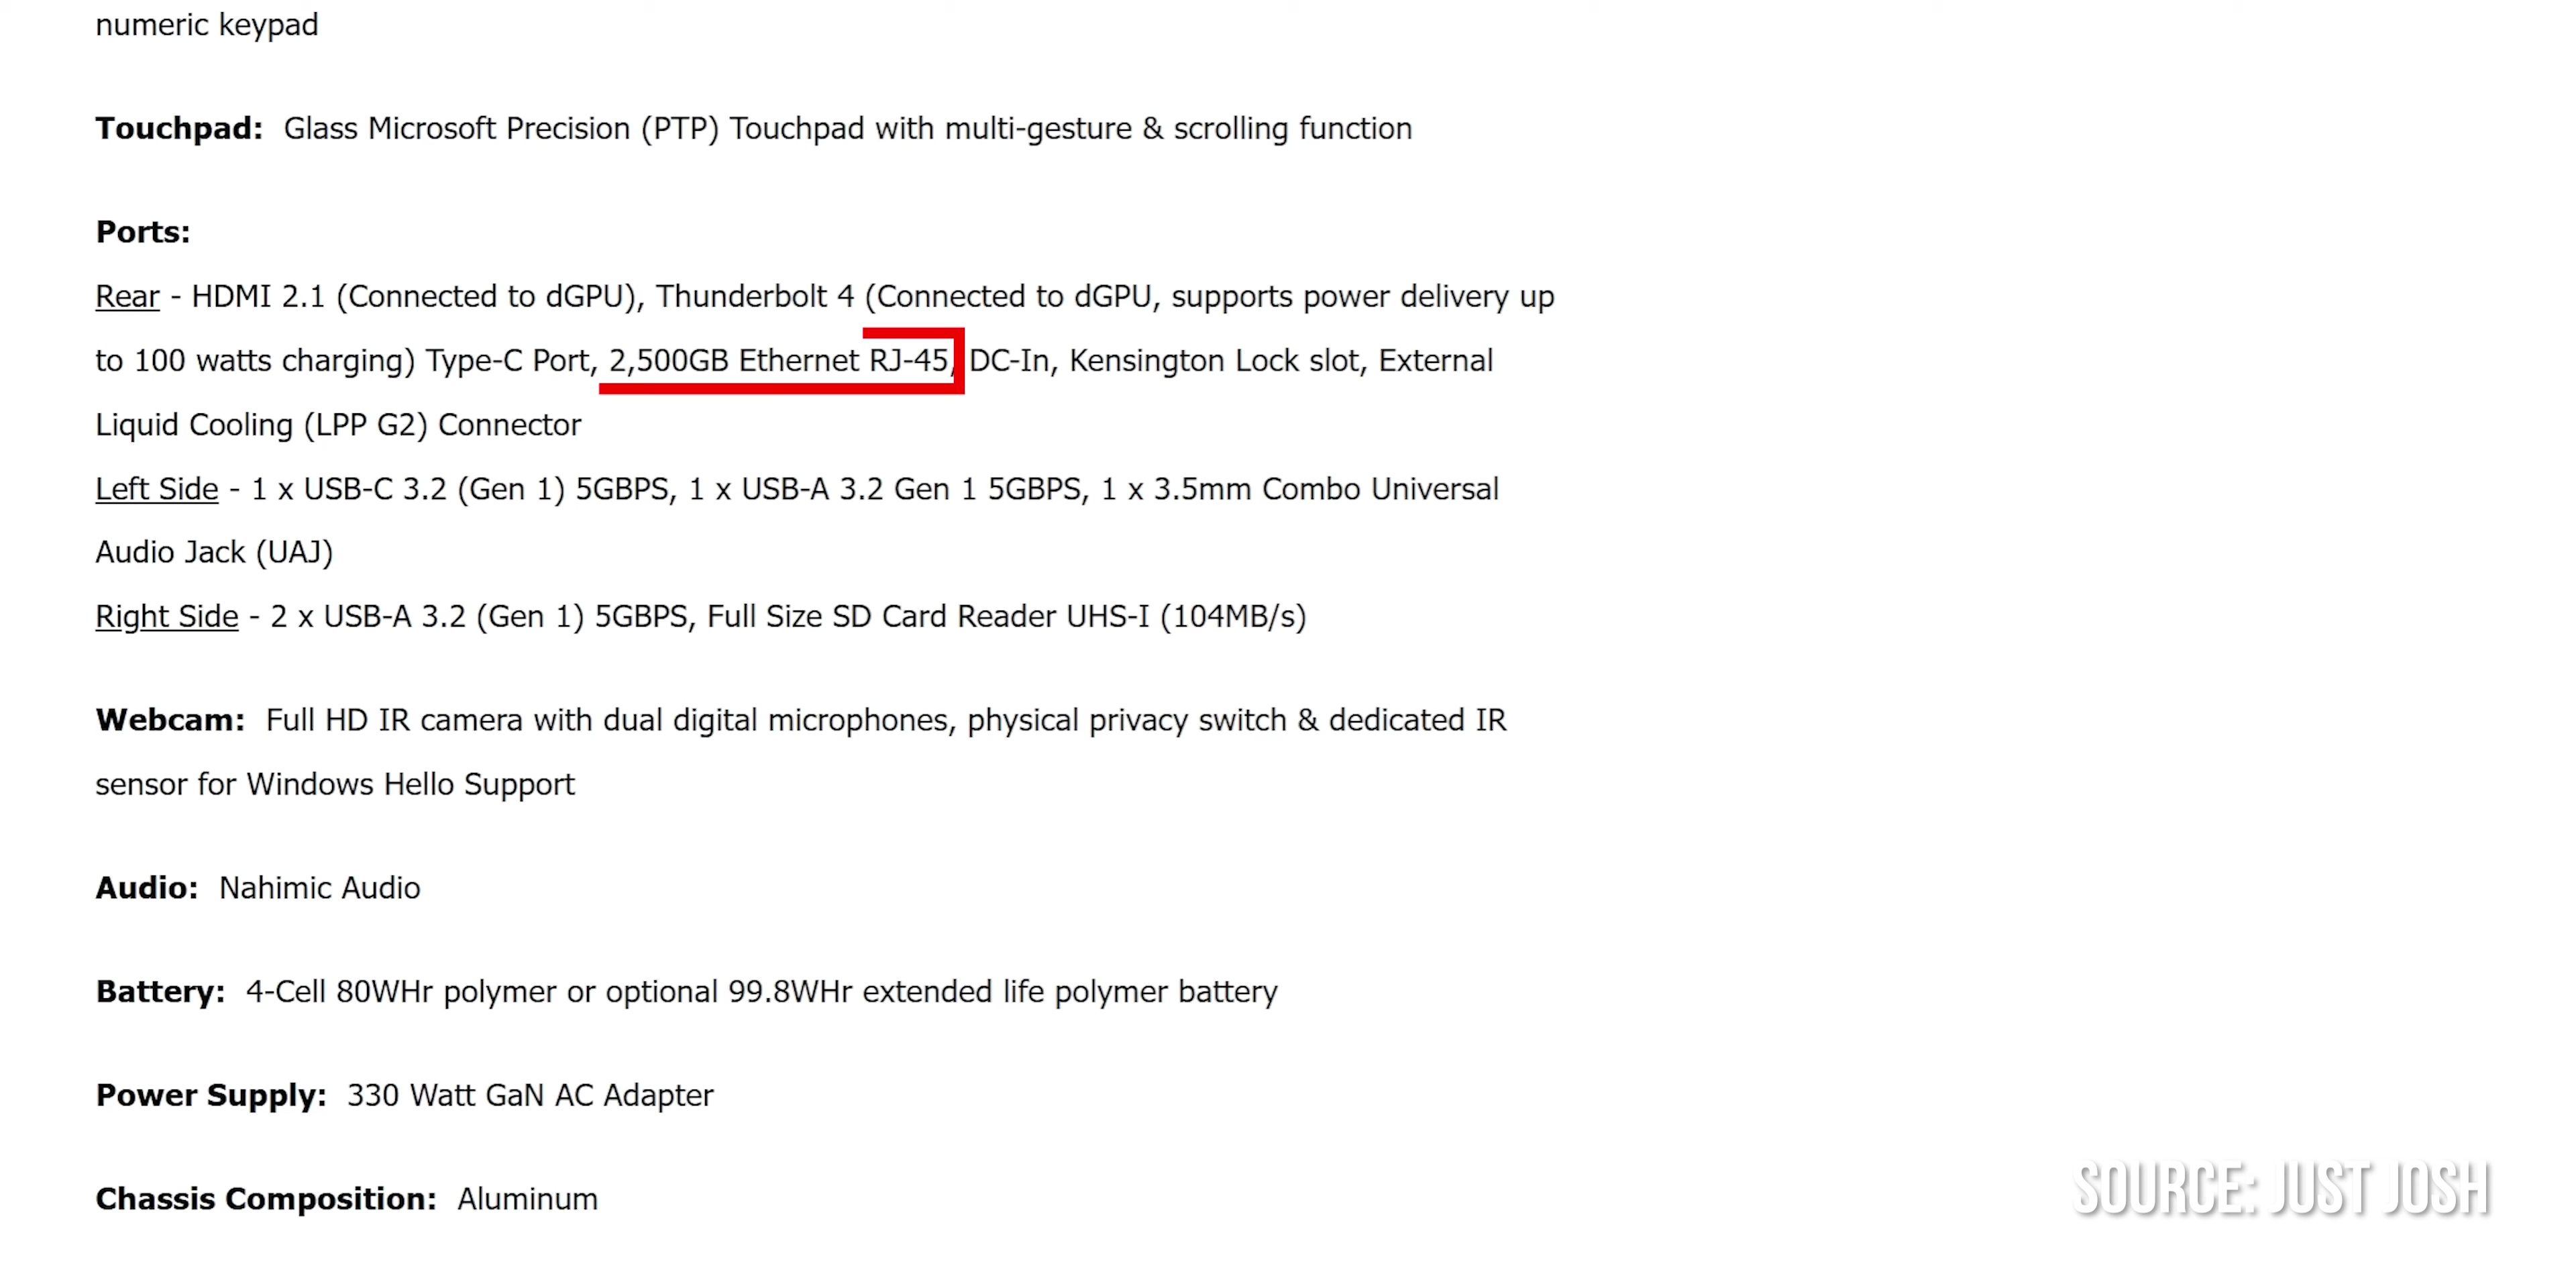 numeric keypad
Touchpad: Glass Microsoft Precision (PTP) Touchpad with multi-gesture & scrolling function
Ports:
Rear - HDMI 2.1 (Connected to dGPU), Thunderbolt 4 (Connected to dGPU, supports power delivery up
to 100 watts charging) Type-C Port, 2,500GB Ethernet RJ-45, DC-In, Kensington Lock slot, External
Liquid Cooling (LPP G2) Connector
Left Side - 1 x USB-C 3.2 (Gen 1) 5GBPS, 1 x USB-A 3.2 Gen 1 5GBPS, 1 x 3.5mm Combo Universal
Audio Jack (UAJ)
Right Side - 2 x USB-A 3.2 (Gen 1) 5GBPS, Full Size SD Card Reader UHS-I (104MB/s)
Webcam: Full HD IR camera with dual digital microphones, physical privacy switch & dedicated IR
sensor for Windows Hello Support
Audio: Nahimic Audio
Battery: 4-Cell 80WHr polymer or optional 99.8WHr extended life polymer battery
Power Supply: 330 Watt GaN AC Adapter
Chassis Composition: Aluminum
SOURCE: JUST JOSH